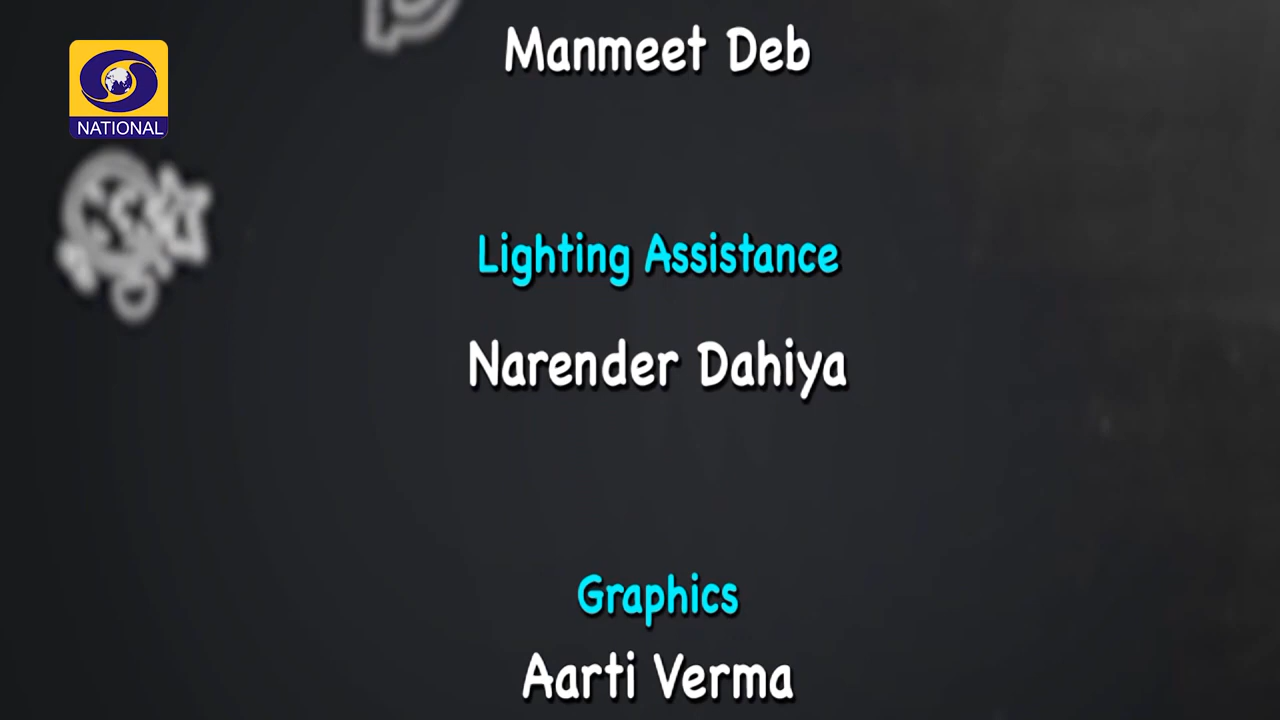 Manmeet Deb
NATIONAL
Lighting Assistance
Narender Dahiya
Graphics
Aarti Verma